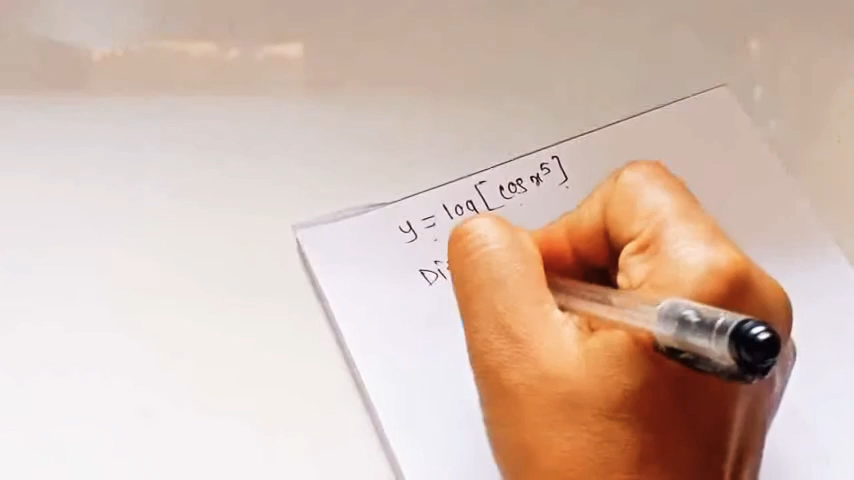 y = log[cos x⁵]
Di